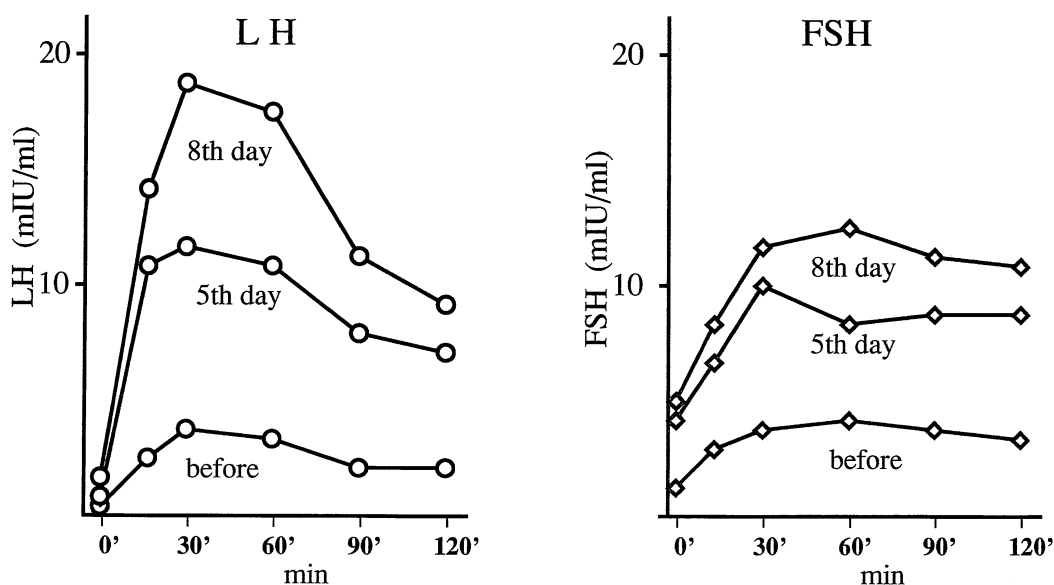 L H
20
10
LH (mIU/ml)
8th day
5th day
before
0’ 30’ 60’ 90’ 120’
min
FSH
20
10
FSH (mIU/ml)
8th day
5th day
before
0’ 30’ 60’ 90’ 120’
min